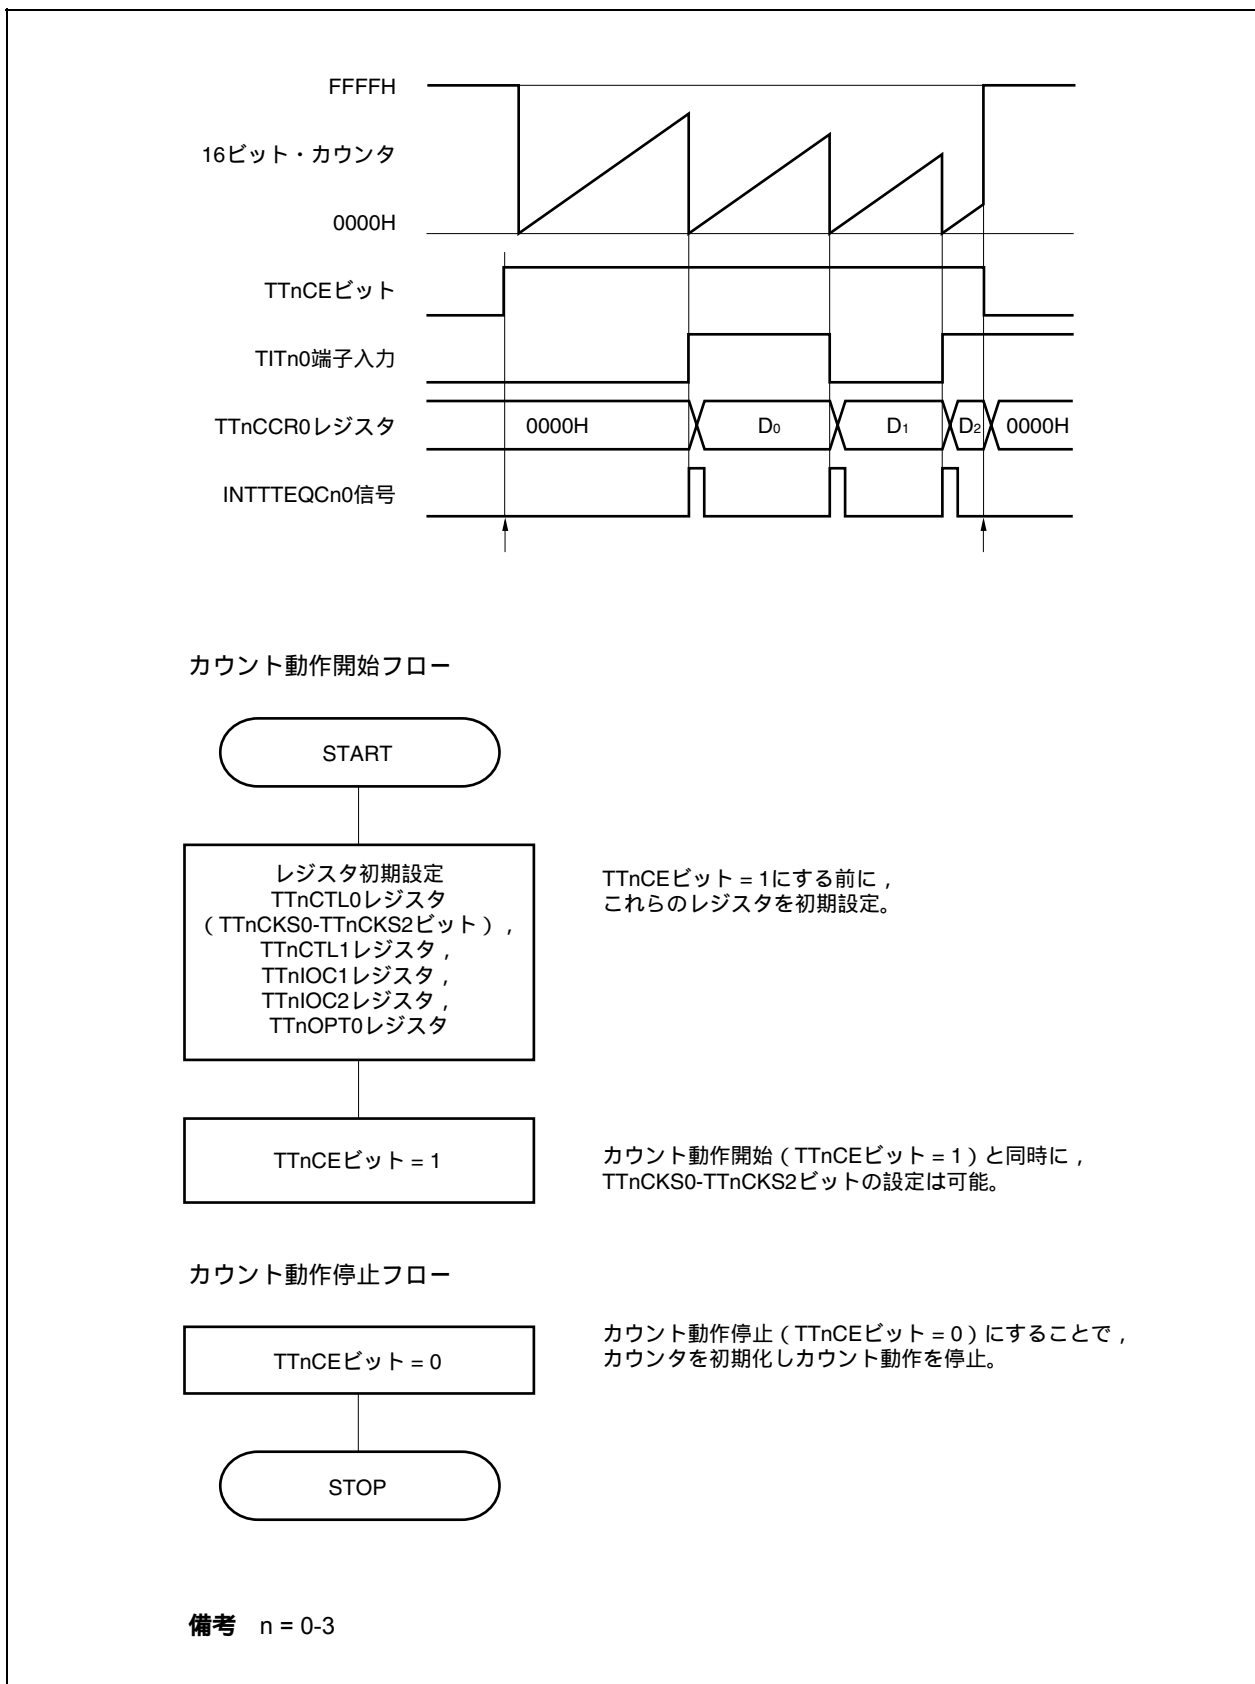 FFFFH
16ビット・カウンタ
0000H
TTnCEビット
TITn0端子入力
TTnCCR0レジスタ
0000H
D0
D1
D2
0000H
INTTTEQCn0信号
カウント動作開始フロー
START
レジスタ初期設定
TTnCTL0レジスタ
（TTnCKS0-TTnCKS2ビット），
TTnCTL1レジスタ，
TTnIOC1レジスタ，
TTnIOC2レジスタ，
TTnOPT0レジスタ
TTnCEビット = 1にする前に，
これらのレジスタを初期設定。
TTnCEビット = 1
カウント動作開始（TTnCEビット = 1）と同時に，
TTnCKS0-TTnCKS2ビットの設定は可能。
カウント動作停止フロー
TTnCEビット = 0
カウント動作停止（TTnCEビット = 0）にすることで，
カウンタを初期化しカウント動作を停止。
STOP
備考 n = 0-3